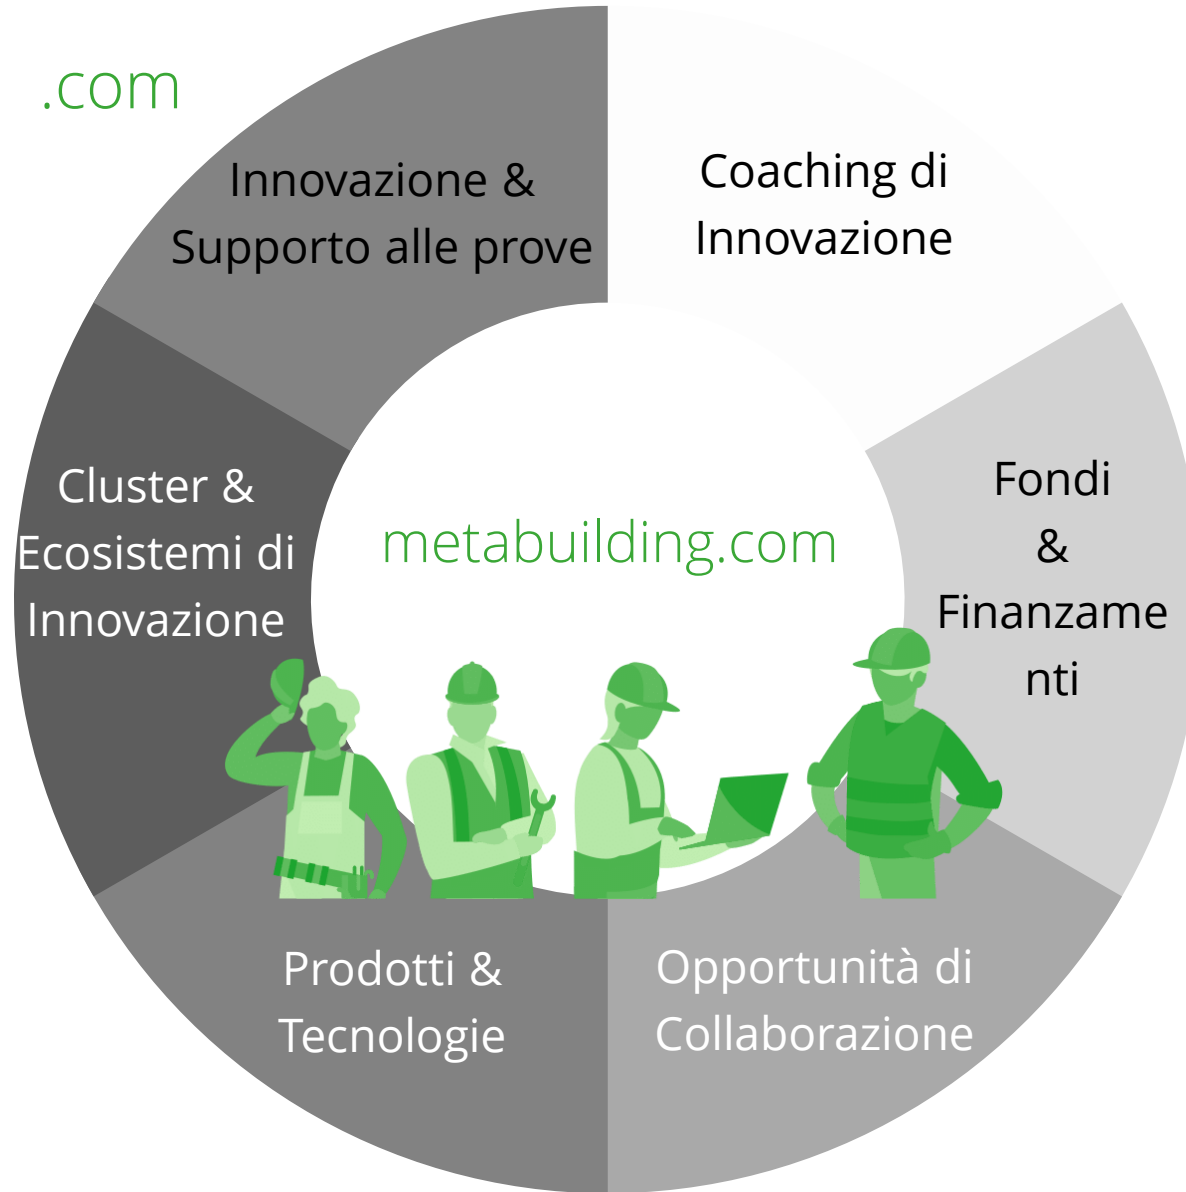 .com
Innovazione &
Supporto alle prove
Coaching di
Innovazione
Fondi
&
Finanzame
nti
Cluster &
Ecosistemi di
Innovazione
metabuilding.com
Prodotti &
Tecnologie
Opportunità di
Collaborazione